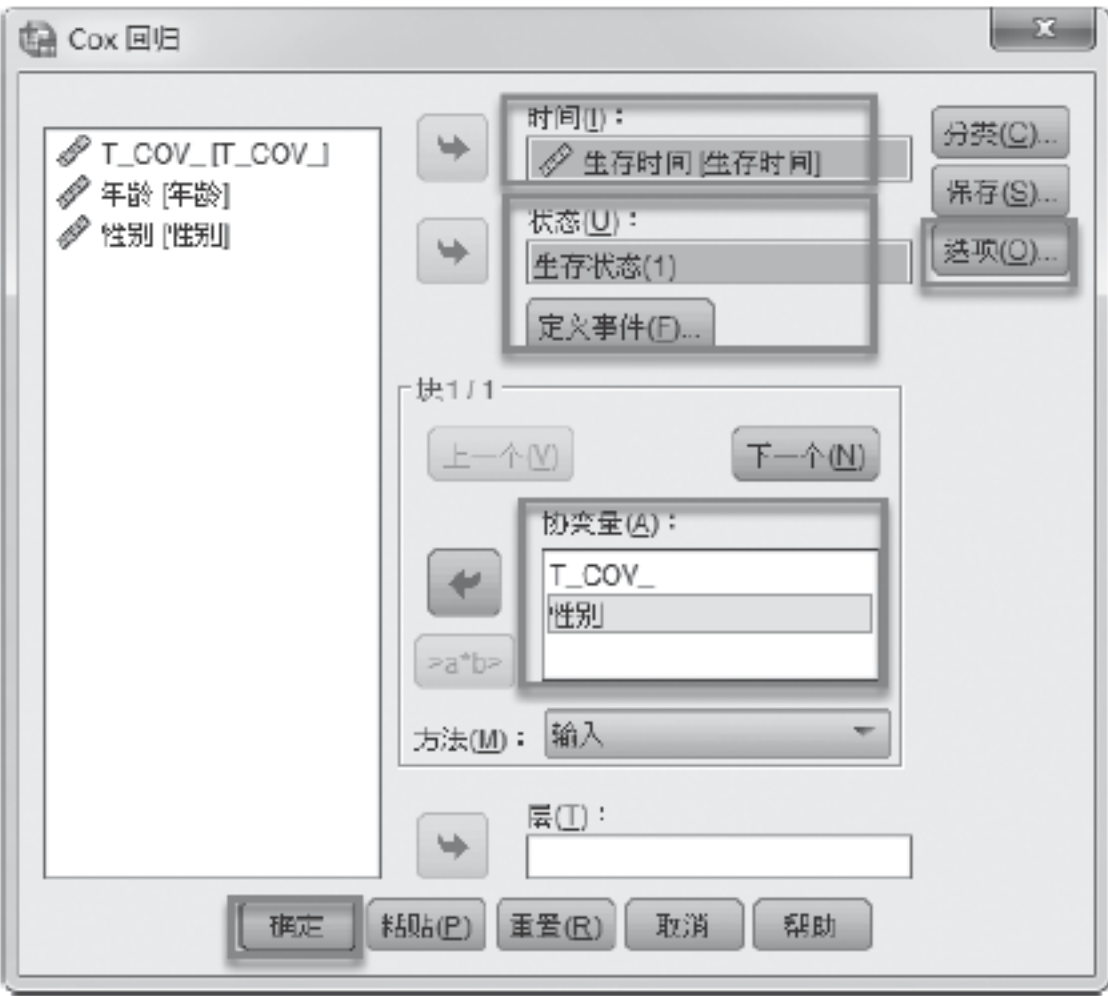 Cox 回归
T_COV_ [T_COV_]
年龄 [年龄]
性别 [性别]
时间(I)：
生存时间 [生存时间]
状态(U)：
生存状态(1)
定义事件(F)...
分类(C)...
保存(S)...
选项(O)...
块1 / 1
上一个(V)
下一个(N)
协变量(A)：
T_COV_
性别
>a*b>
方法(M)：
输入
层(T)：
确定
粘贴(P)
重置(R)
取消
帮助